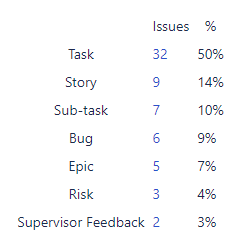 Issues %
Task 32 50%
Story 9 14%
Sub-task 7 10%
Bug 6 9%
Epic 5 7%
Risk 3 4%
Supervisor Feedback 2 3%